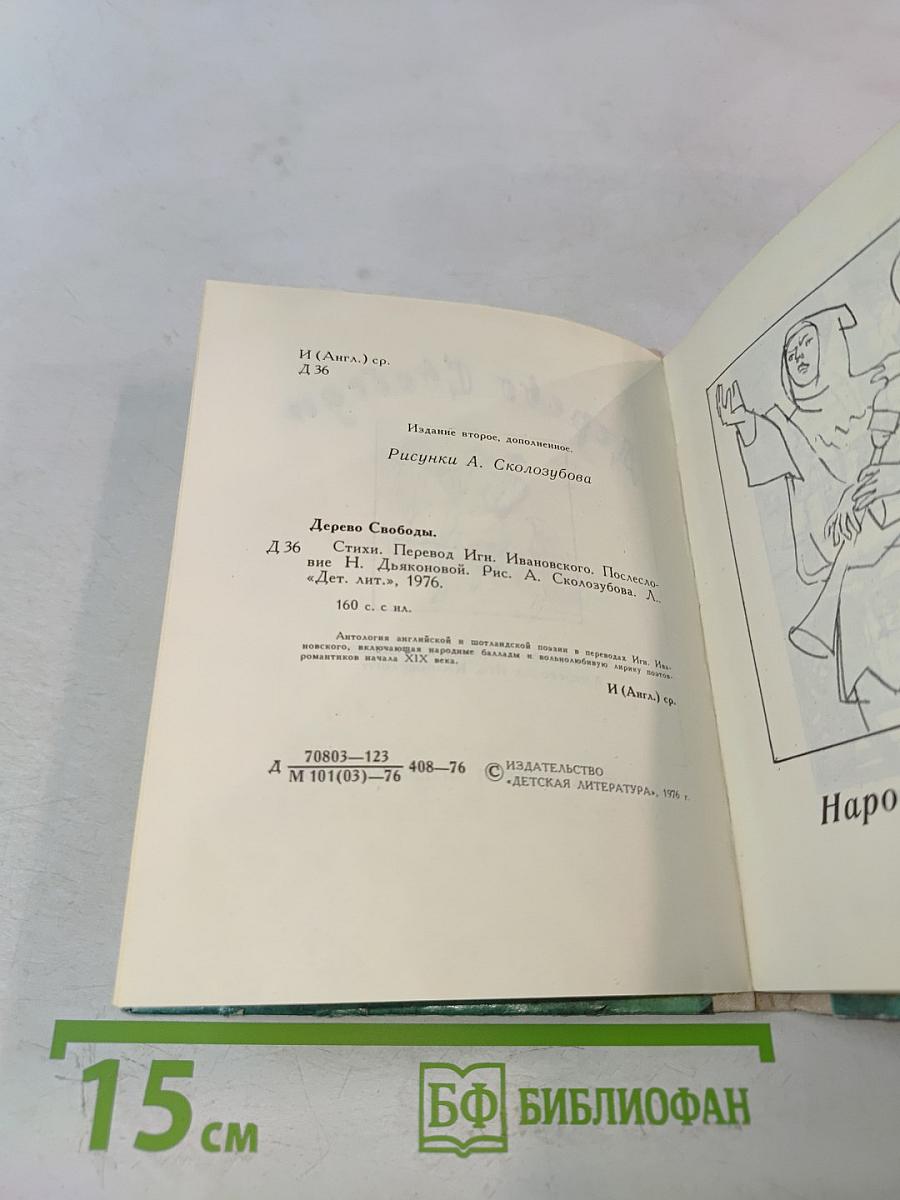 И (Англ.) ср.
Д 36
Издание второе, дополненное.
Рисунки А. Сколозубова
Дерево Свободы.
Д 36 Стихи. Перевод Игн. Ивановского. Послесло-
вие Н. Дьяконовой. Рис. А. Сколозубова. Л.,
«Дет. лит.», 1976.
160 с. с ил.
Антология английской и шотландской поэзии в переводах Игн. Ива-
новского, включающая народные баллады и вольнолюбивую лирику поэтов-
романтиков начала XIX века.
И (Англ.) ср.
Д 70803—123 408—76
М 101(03)—76
© ИЗДАТЕЛЬСТВО
«ДЕТСКАЯ ЛИТЕРАТУРА», 1976 г.
Наро
15 см
БФ БИБЛИОФАН